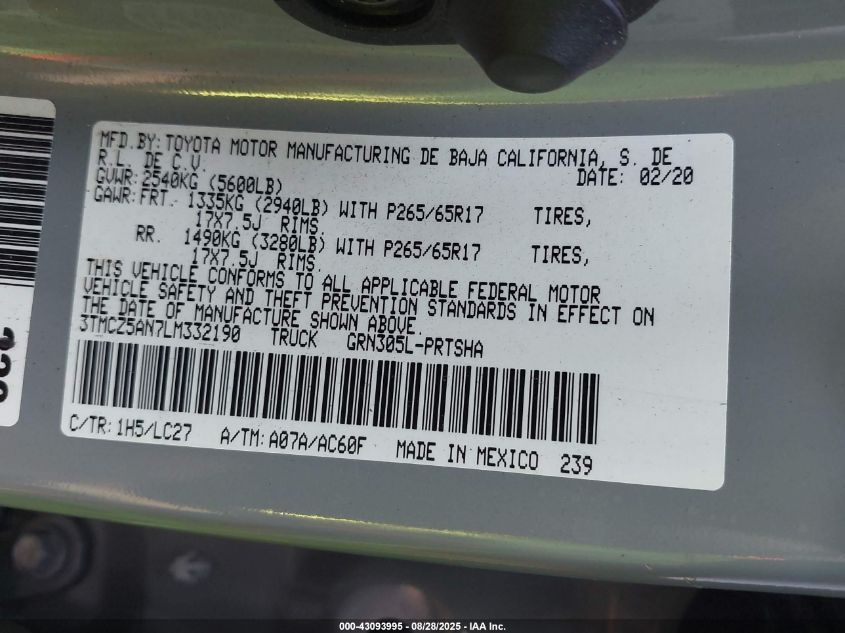 MFD.BY:TOYOTA MOTOR MANUFACTURING DE BAJA CALIFORNIA, S. DE
R.L. DE C.V. DATE: 02/20
GVWR:2540KG (5600LB)
GAWR:FRT. 1335KG (2940LB) WITH P265/65R17 TIRES,
17X7.5J RIMS.
RR. 1490KG (3280LB) WITH P265/65R17 TIRES,
17X7.5J RIMS.
THIS VEHICLE CONFORMS TO ALL APPLICABLE FEDERAL MOTOR
VEHICLE SAFETY AND THEFT PREVENTION STANDARDS IN EFFECT ON
THE DATE OF MANUFACTURE SHOWN ABOVE.
3TMCZ5AN7LM332190 TRUCK GRN305L-PRTSHA
C/TR:1H5/LC27 A/TM:A07A/AC60F MADE IN MEXICO 239
000-43093995 - 08/28/2025 - IAA Inc.